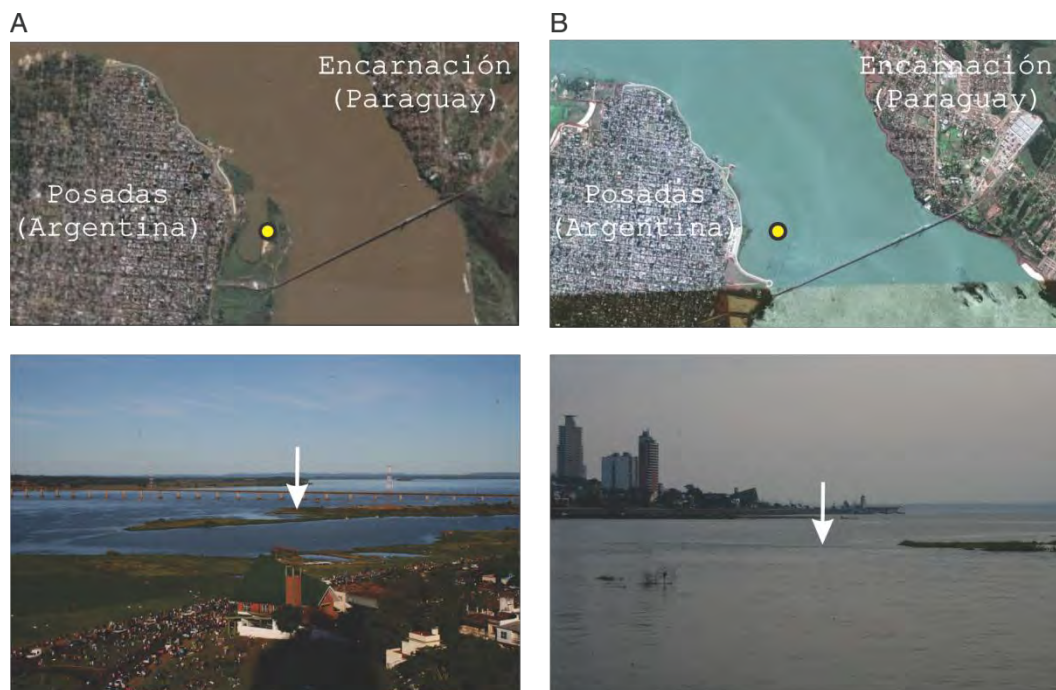 A
B
Encarnación
(Paraguay)
Posadas
(Argentina)
Encarnación
(Paraguay)
Posadas
(Argentina)